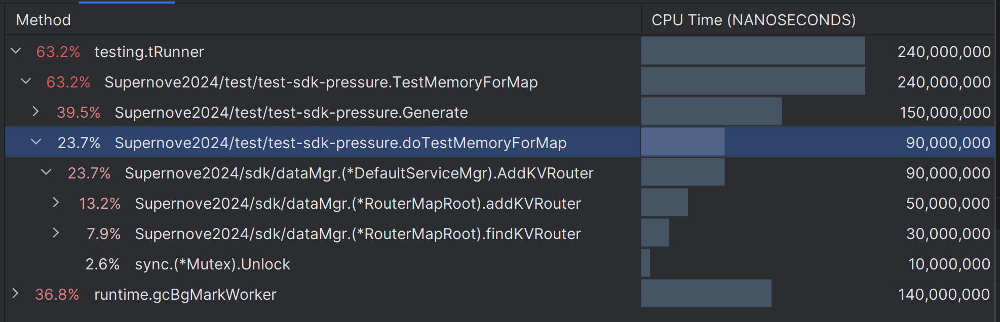 Method CPU Time (NANOSECONDS)
63.2% testing.tRunner 240,000,000
63.2% Supernove2024/test/test-sdk-pressure.TestMemoryForMap 240,000,000
39.5% Supernove2024/test/test-sdk-pressure.Generate 150,000,000
23.7% Supernove2024/test/test-sdk-pressure.doTestMemoryForMap 90,000,000
23.7% Supernove2024/sdk/dataMgr.(*DefaultServiceMgr).AddKVRouter 90,000,000
13.2% Supernove2024/sdk/dataMgr.(*RouterMapRoot).addKVRouter 50,000,000
7.9% Supernove2024/sdk/dataMgr.(*RouterMapRoot).findKVRouter 30,000,000
2.6% sync.(*Mutex).Unlock 10,000,000
36.8% runtime.gcBgMarkWorker 140,000,000